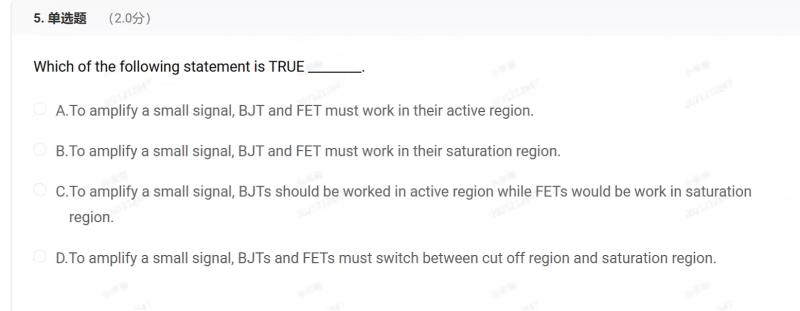 5. 单选题 （2.0分）
Which of the following statement is TRUE ________.
A.To amplify a small signal, BJT and FET must work in their active region.
B.To amplify a small signal, BJT and FET must work in their saturation region.
C.To amplify a small signal, BJTs should be worked in active region while FETs would be work in saturation
region.
D.To amplify a small signal, BJTs and FETs must switch between cut off region and saturation region.